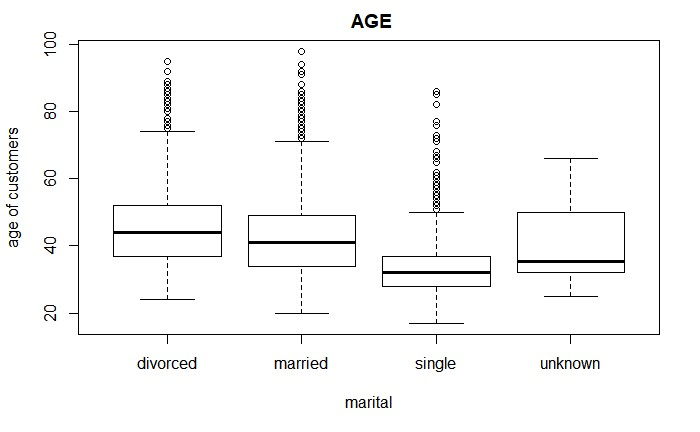 AGE
age of customers
100
80
60
40
20
divorced married single unknown
marital